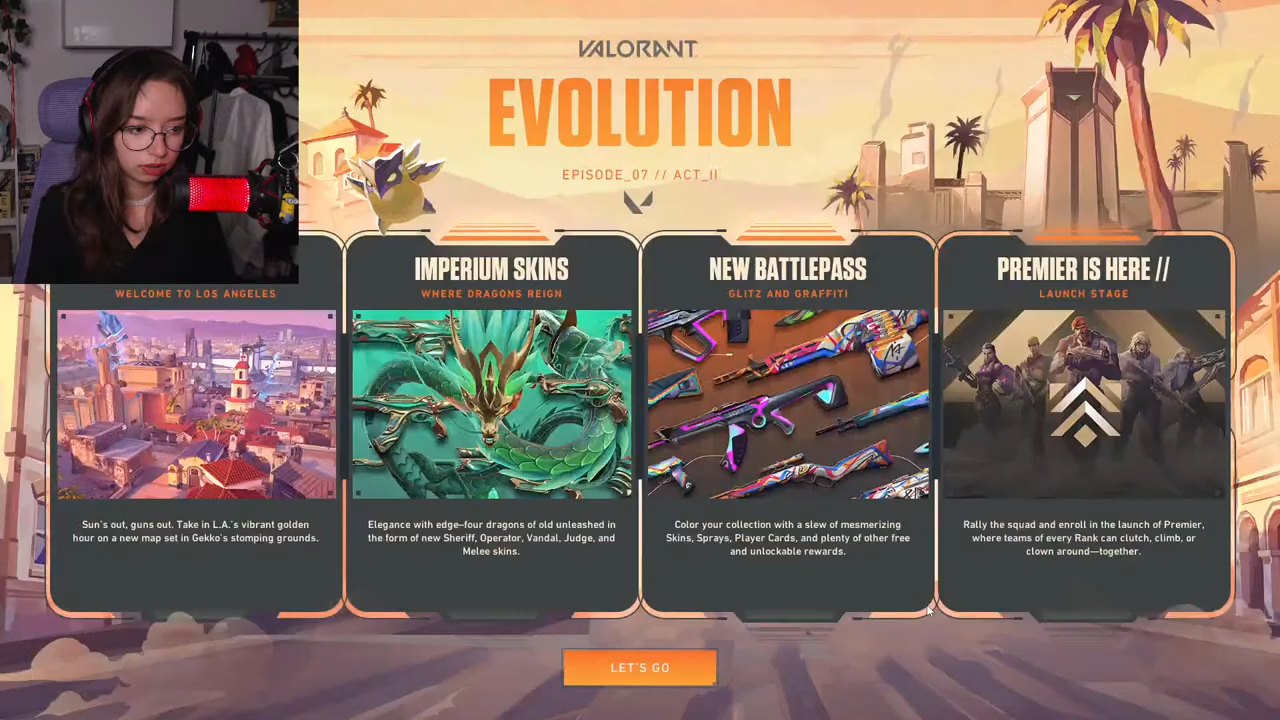 VALORANT
EVOLUTION
EPISODE_07 // ACT_II
WELCOME TO LOS ANGELES
Sun's out, guns out. Take in L.A.'s vibrant golden
hour on a new map set in Gekko's stomping grounds.
IMPERIUM SKINS
WHERE DRAGONS REIGN
Elegance with edge–four dragons of old unleashed in
the form of new Sheriff, Operator, Vandal, Judge, and
Melee skins.
NEW BATTLEPASS
GLITZ AND GRAFFITI
Color your collection with a slew of mesmerizing
Skins, Sprays, Player Cards, and plenty of other free
and unlockable rewards.
PREMIER IS HERE //
LAUNCH STAGE
Rally the squad and enroll in the launch of Premier,
where teams of every Rank can clutch, climb, or
clown around—together.
LET'S GO